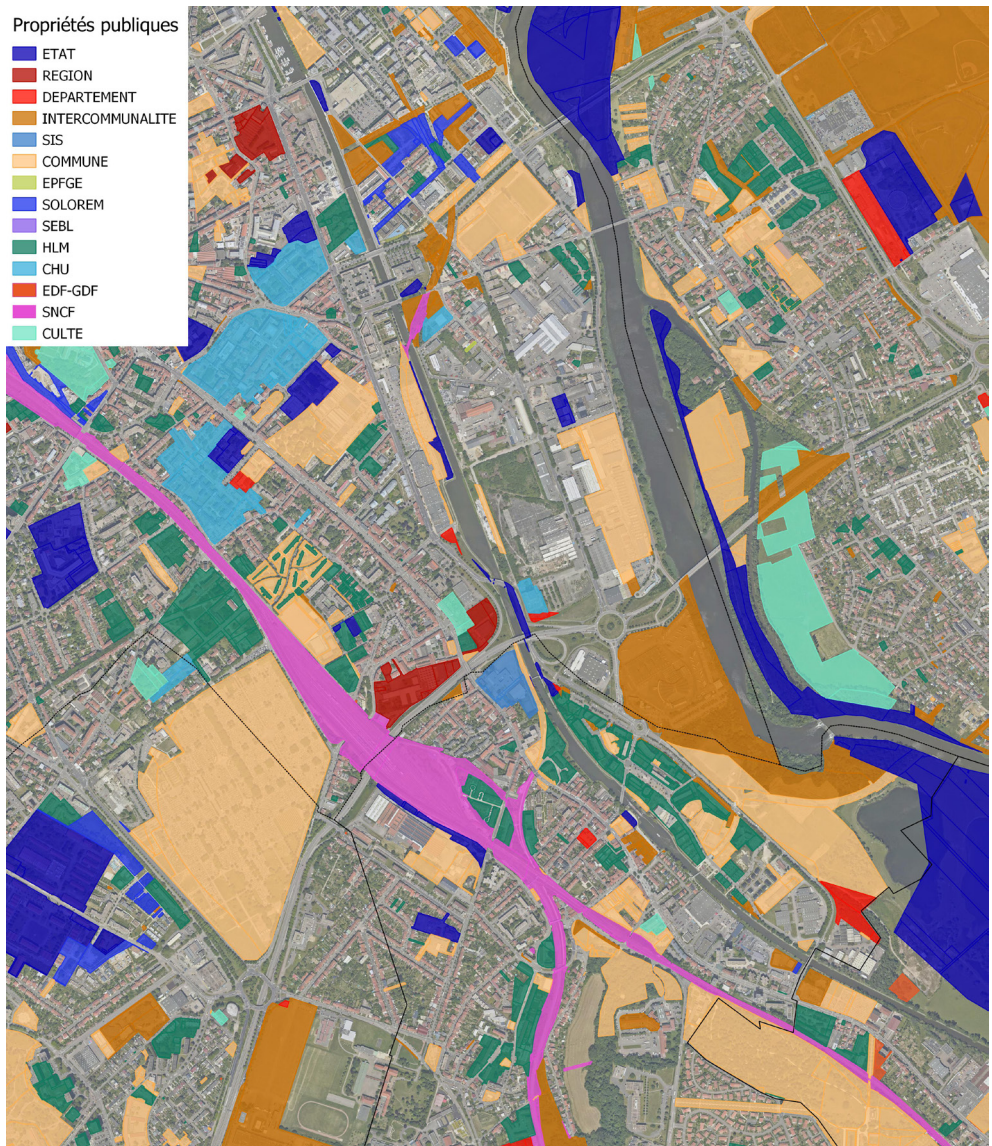 Propriétés publiques
ETAT
REGION
DEPARTEMENT
INTERCOMMUNALITE
SIS
COMMUNE
EPFGE
SOLOREM
SEBL
HLM
CHU
EDF-GDF
SNCF
CULTE